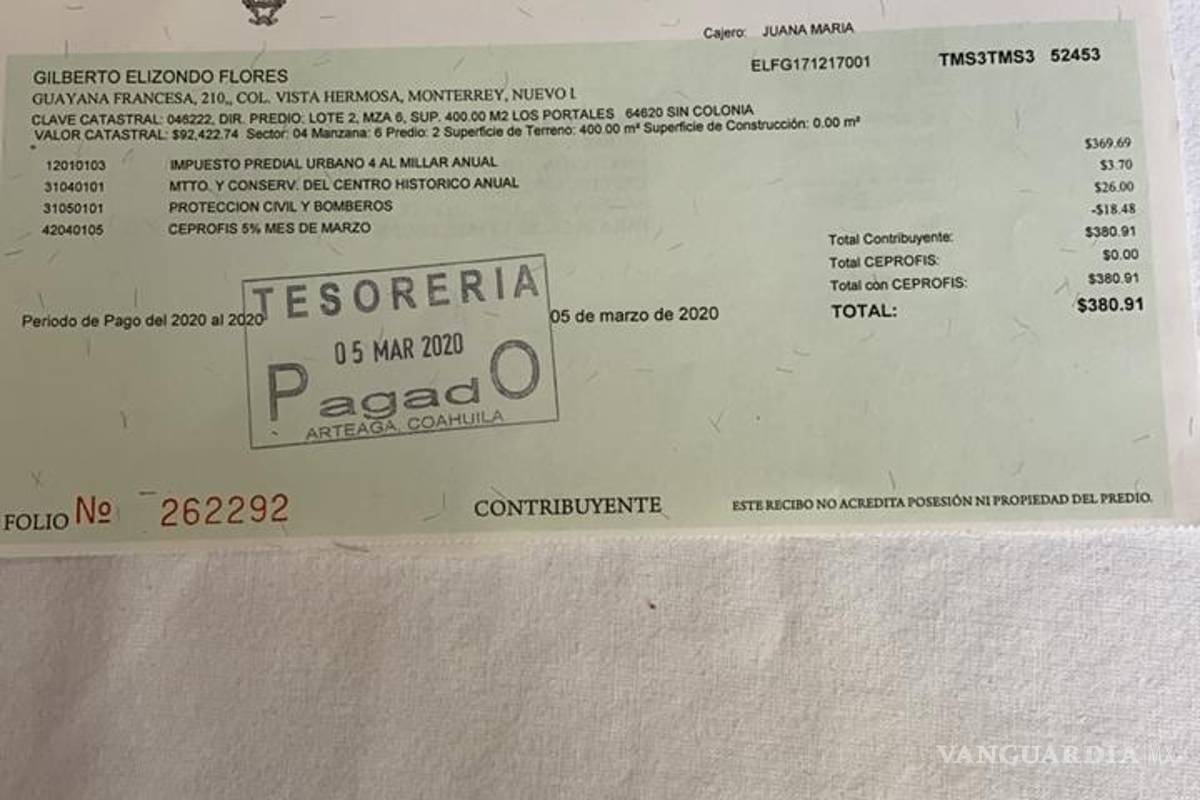 Cajero: JUANA MARIA
GILBERTO ELIZONDO FLORES ELFG171217001 TMS3TMS3 52453
GUAYANA FRANCESA, 210,, COL. VISTA HERMOSA, MONTERREY, NUEVO L
CLAVE CATASTRAL: 046222, DIR. PREDIO: LOTE 2, MZA 6, SUP. 400.00 M2 LOS PORTALES 64620 SIN COLONIA
VALOR CATASTRAL: $92,422.74 Sector: 04 Manzana: 6 Predio: 2 Superficie de Terreno: 400.00 m² Superficie de Construcción: 0.00 m²
12010103 IMPUESTO PREDIAL URBANO 4 AL MILLAR ANUAL $369.69
31040101 MTTO. Y CONSERV. DEL CENTRO HISTORICO ANUAL $3.70
31050101 PROTECCION CIVIL Y BOMBEROS $26.00
42040105 CEPROFIS 5% MES DE MARZO -$18.48
Total Contribuyente: $380.91
Total CEPROFIS: $0.00
Total con CEPROFIS: $380.91
TOTAL: $380.91
Periodo de Pago del 2020 al 2020 05 de marzo de 2020
TESORERIA
05 MAR 2020
PagadO
ARTEAGA, COAHUILA
FOLIO Nº 262292 CONTRIBUYENTE ESTE RECIBO NO ACREDITA POSESIÓN NI PROPIEDAD DEL PREDIO.
VANGUARDIA MX